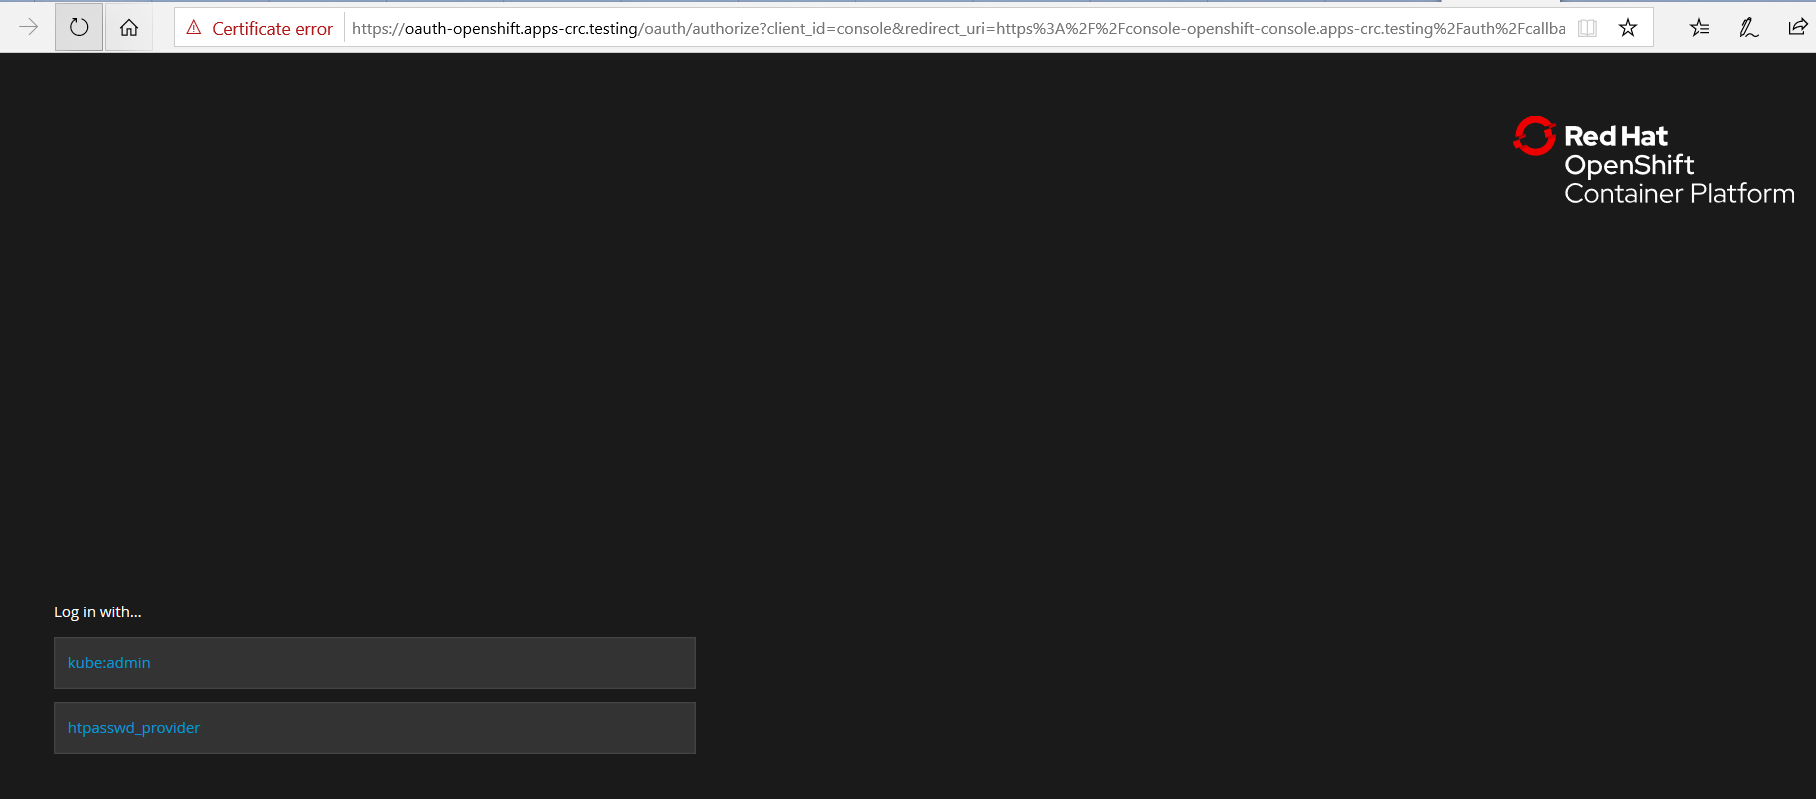 Certificate error https://oauth-openshift.apps-crc.testing/oauth/authorize?client_id=console&redirect_uri=https%3A%2F%2Fconsole-openshift-console.apps-crc.testing%2Fauth%2Fcallba
Red Hat
OpenShift
Container Platform
Log in with...
kube:admin
htpasswd_provider